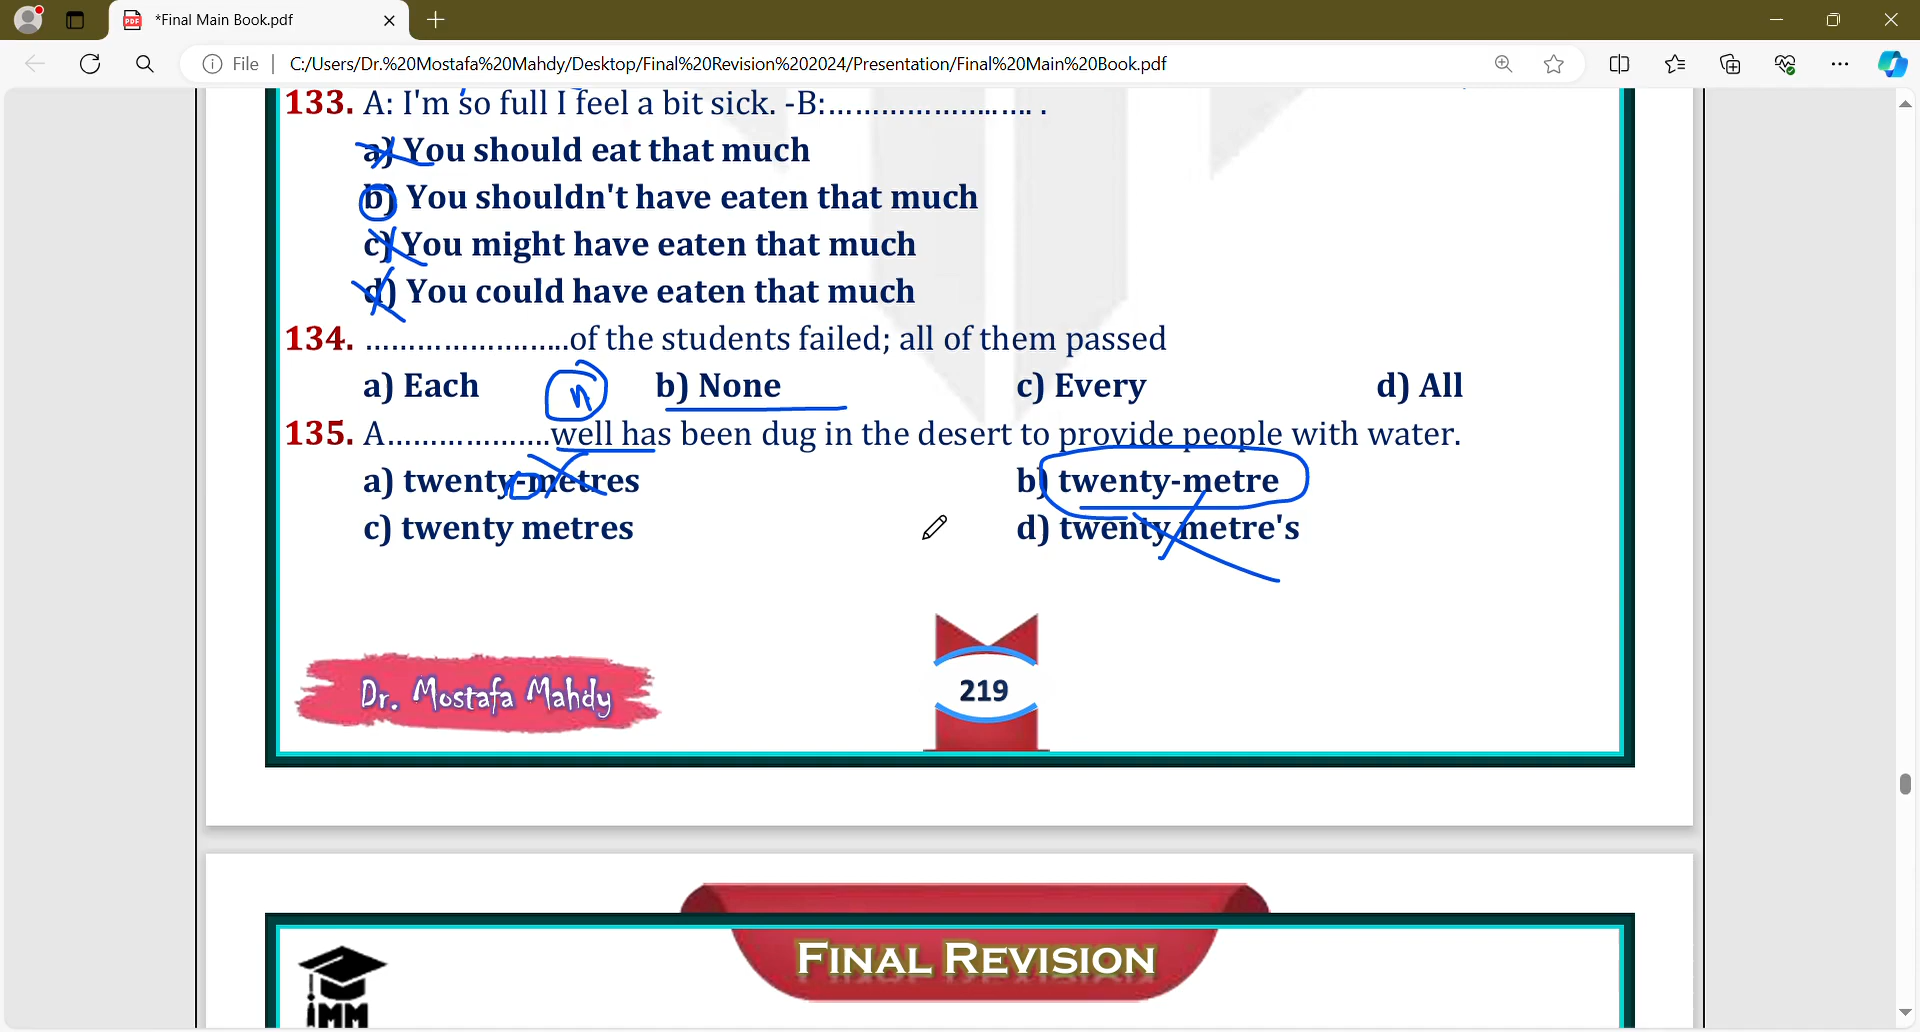 *Final Main Book.pdf
File | C:/Users/Dr.%20Mostafa%20Mahdy/Desktop/Final%20Revision%202024/Presentation/Final%20Main%20Book.pdf
133. A: I'm so full I feel a bit sick. -B:........................... .
a) You should eat that much
b) You shouldn't have eaten that much
c) You might have eaten that much
d) You could have eaten that much
134. ........................of the students failed; all of them passed
a) Each b) None c) Every d) All
n
135. A...................well has been dug in the desert to provide people with water.
a) twenty-metres b) twenty-metre
c) twenty metres d) twenty metre's
Dr. Mostafa Mahdy
219
FINAL REVISION
MM